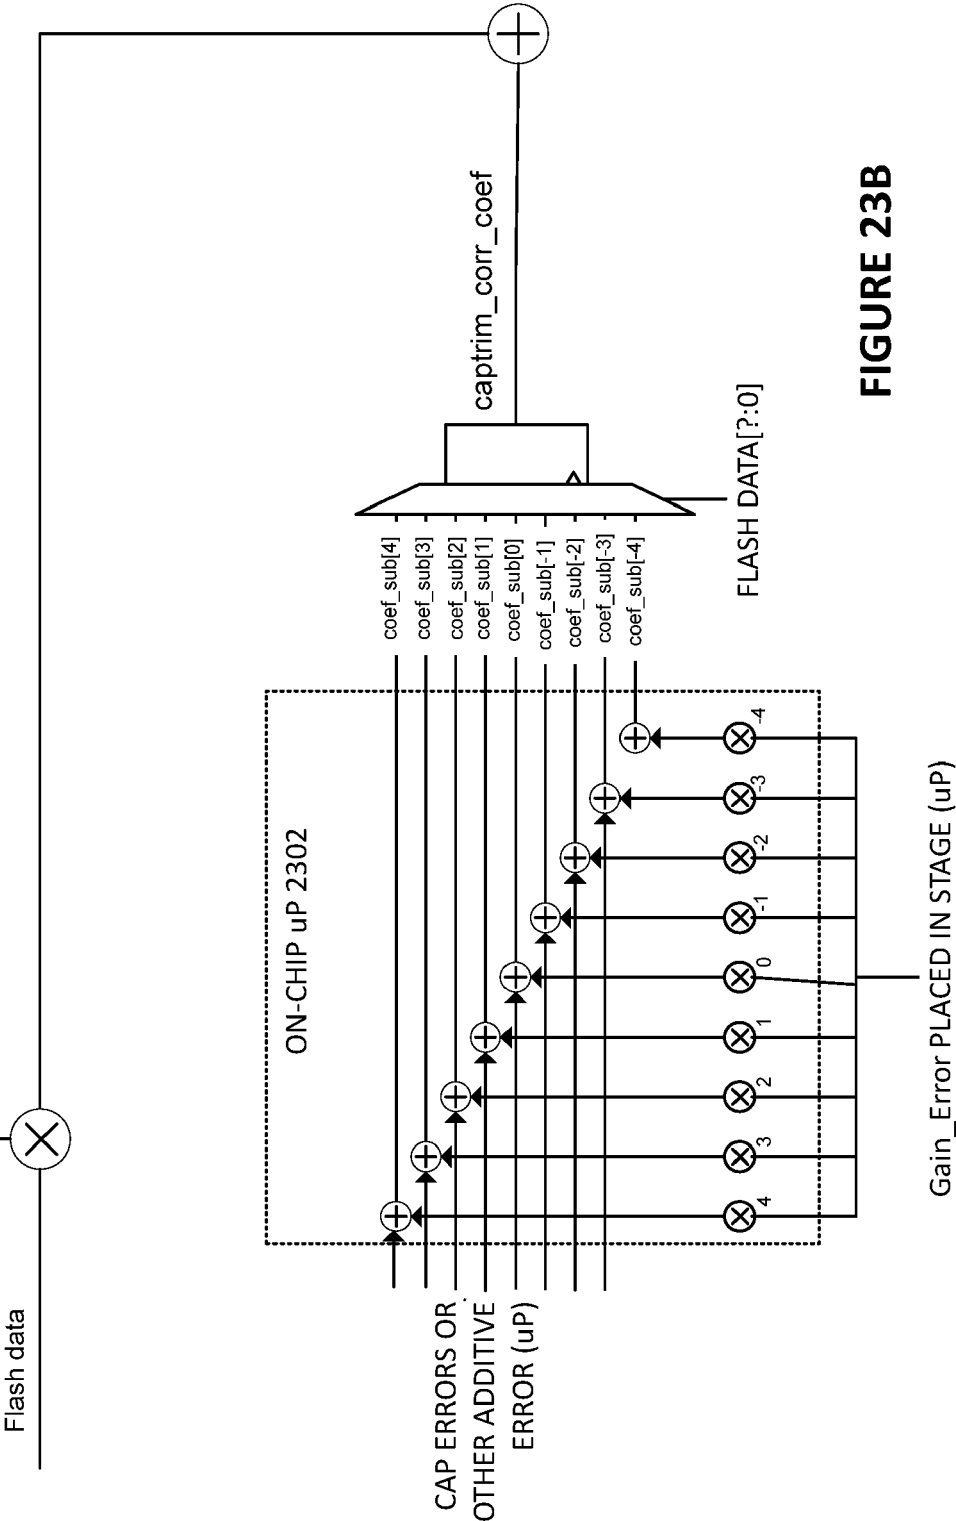 Flash data
CAP ERRORS OR
OTHER ADDITIVE
ERROR (uP)
ON-CHIP uP 2302
4
3
2
1
0
-1
-2
-3
-4
Gain_Error PLACED IN STAGE (uP)
coef_sub[4]
coef_sub[3]
coef_sub[2]
coef_sub[1]
coef_sub[0]
coef_sub[-1]
coef_sub[-2]
coef_sub[-3]
coef_sub[-4]
FLASH DATA[?:0]
captrim_corr_coef
FIGURE 23B